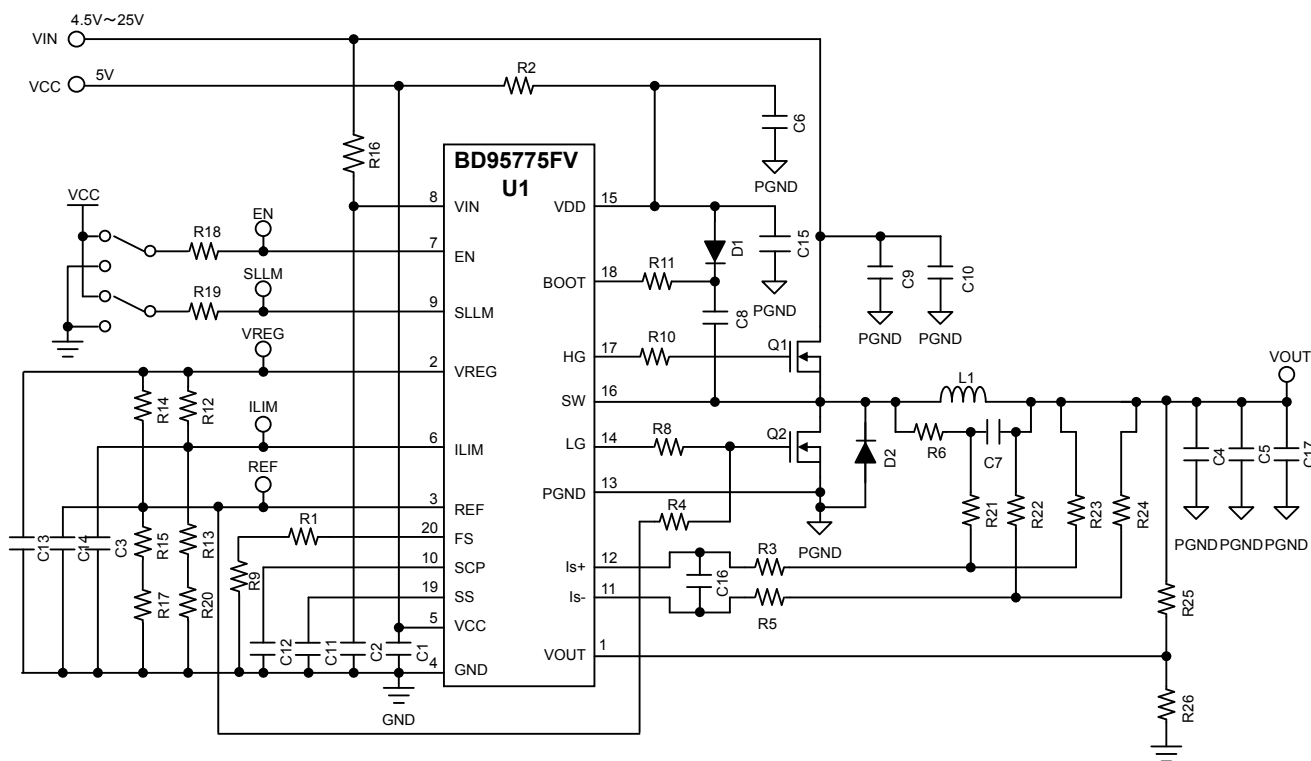 4.5V～25V
VIN
VCC
5V
R2
C6
PGND
R16
BD95775FV
U1
VCC
8
VIN
VDD
15
EN
R18
7
EN
D1
C15
PGND
SLLM
R19
9
SLLM
BOOT
18
R11
C8
C9
C10
PGND
PGND
VREG
2
VREG
HG
17
R10
Q1
VOUT
R14
R12
SW
16
L1
ILIM
6
ILIM
LG
14
R8
Q2
D2
R6
C7
C4
C5
C17
REF
3
REF
PGND
13
R4
PGND
R21
R22
R23
R24
PGND
PGND
PGND
C13
C14
C3
R15
R13
R1
20
FS
R9
10
SCP
Is+
12
R3
C16
R17
R20
19
SS
Is-
11
R5
R25
C12
C11
C2
C1
5
VCC
4
GND
VOUT
1
GND
R26